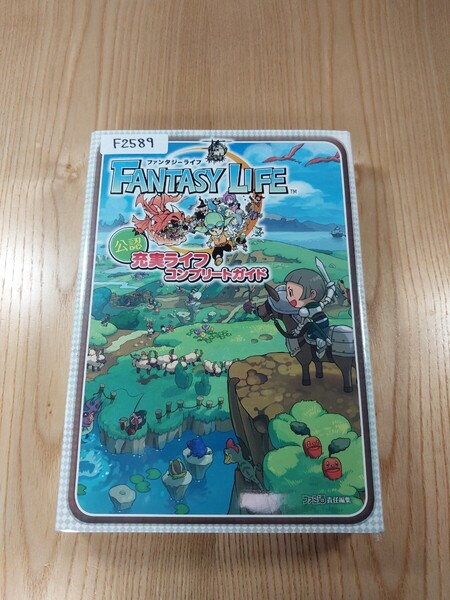 F2589
ファンタジーライフ
FANTASY LIFE™
公認
充実ライフ
コンプリートガイド
ファミ通 責任編集